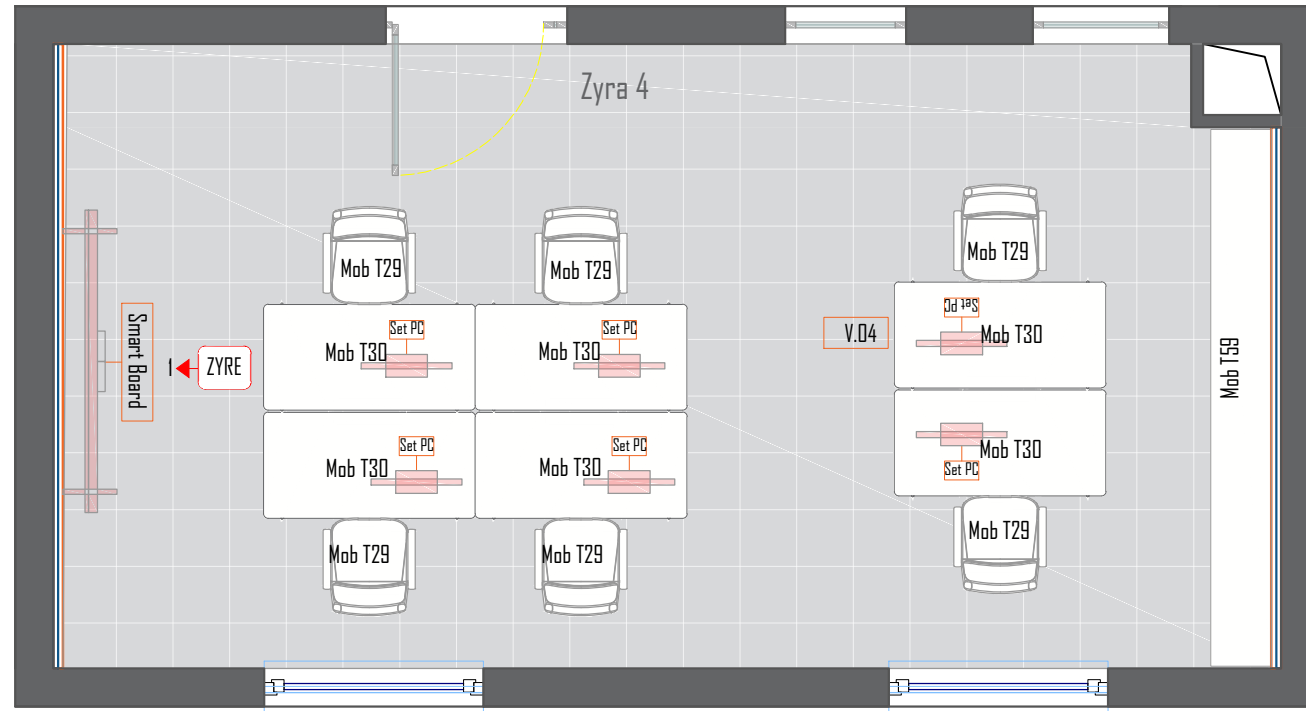 Zyra 4
Mob T29
Mob T29
Mob T29
Set PC
Mob T30
Set PC
Mob T30
Set PC
Mob T30
V.04
Smart Board
1
ZYRE
Mob T59
Set PC
Mob T30
Set PC
Mob T30
Mob T30
Set PC
Mob T29
Mob T29
Mob T29